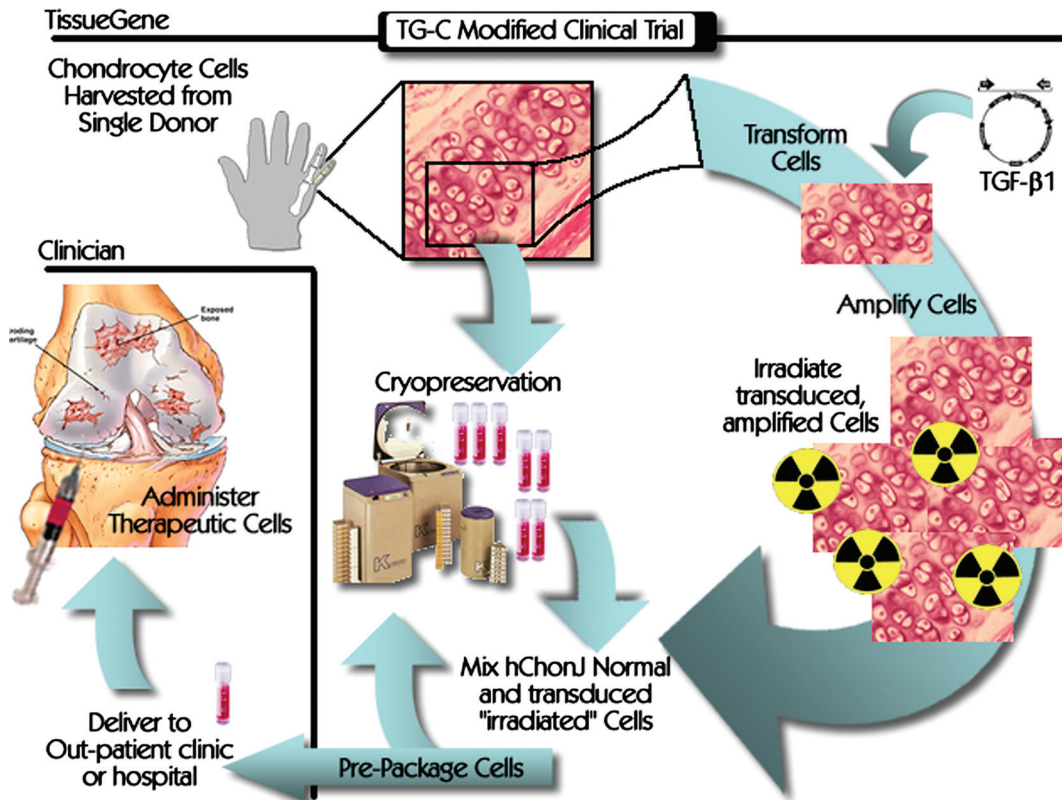 TissueGene
TG-C Modified Clinical Trial
Chondrocyte Cells
Harvested from
Single Donor
Transform
Cells
TGF-β1
Amplify Cells
Irradiate
transduced,
amplified Cells
Clinician
Exposed
bone
Cryopreservation
Administer
Therapeutic Cells
K
Mix hChonJ Normal
and transduced
"irradiated" Cells
Deliver to
Out-patient clinic
or hospital
Pre-Package Cells